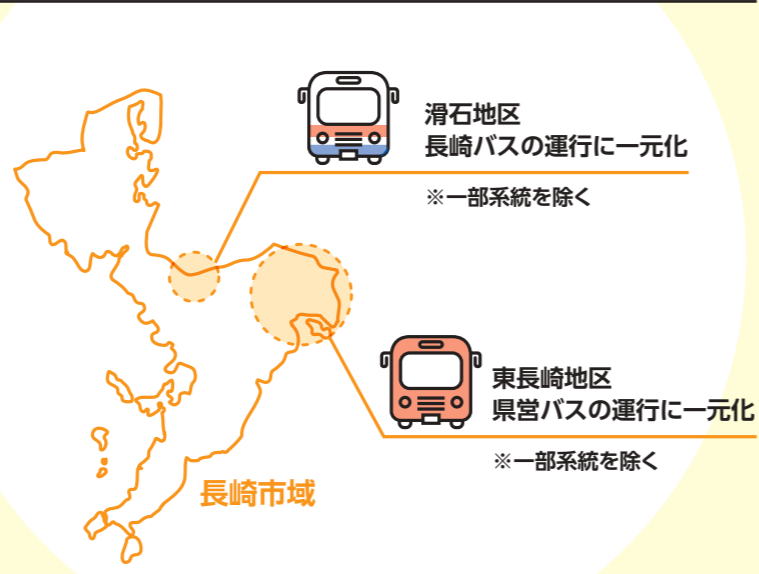 滑石地区
長崎バスの運行に一元化
※一部系統を除く
東長崎地区
県営バスの運行に一元化
※一部系統を除く
長崎市域